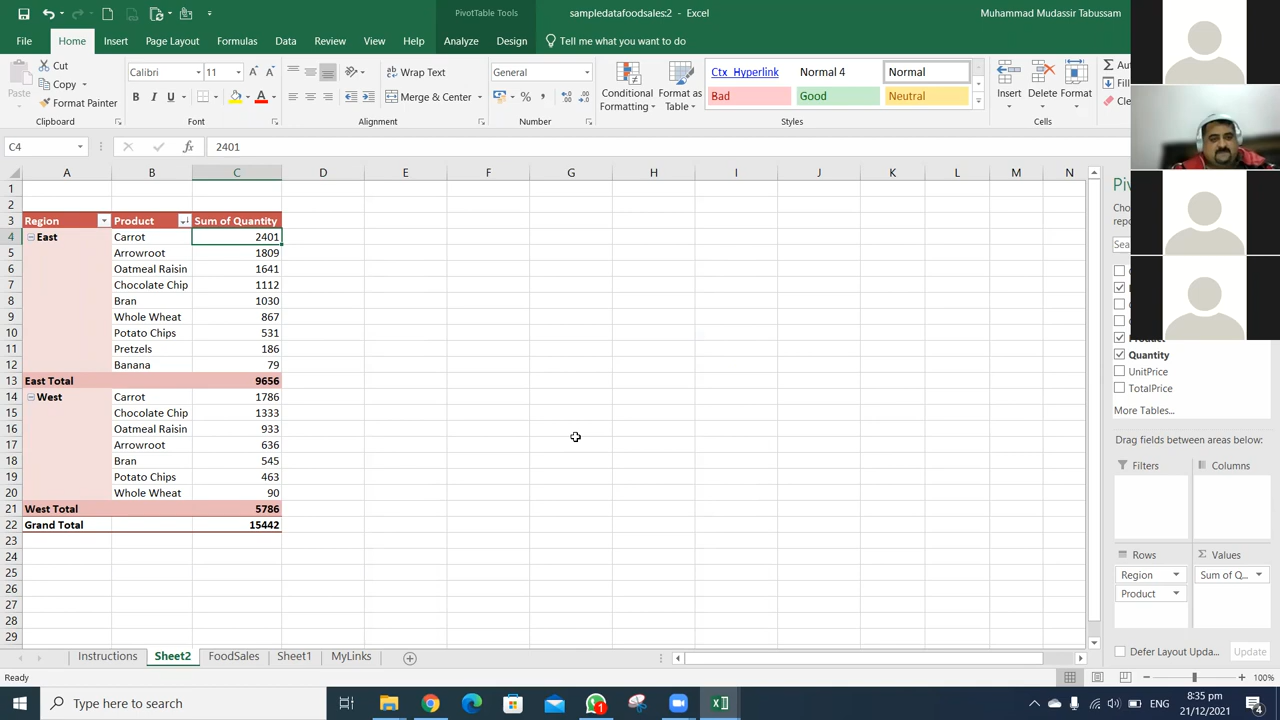 PivotTable Tools
sampledatafoodsales:2 - Excel
Muhammad Mudassir Tabussam
File Home Insert Page Layout Formulas Data Review View Help Analyze Design Tell me what you want to do
Paste
Cut
Copy
Format Painter
Clipboard
Calibri 11
B I U
Font
Wrap Text
Merge & Center
Alignment
General
Number
Conditional Formatting
Format as Table
Ctx_Hyperlink Normal 4 Normal
Bad Good Neutral
Styles
Insert Delete Format
Cells
C4 fx 2401
A B C D E F G H I J K L M N
1
2
3 Region Product Sum of Quantity
4 East Carrot 2401
5 Arrowroot 1809
6 Oatmeal Raisin 1641
7 Chocolate Chip 1112
8 Bran 1030
9 Whole Wheat 867
10 Potato Chips 531
11 Pretzels 186
12 Banana 79
13 East Total 9656
14 West Carrot 1786
15 Chocolate Chip 1333
16 Oatmeal Raisin 933
17 Arrowroot 636
18 Bran 545
19 Potato Chips 463
20 Whole Wheat 90
21 West Total 5786
22 Grand Total 15442
23
24
25
26
27
28
29
Quantity
UnitPrice
TotalPrice
More Tables...
Drag fields between areas below:
Filters Columns
Rows Σ Values
Region Sum of Q...
Product
Defer Layout Upda... Update
Instructions Sheet2 FoodSales Sheet1 MyLinks
Ready
100%
Type here to search
1
ENG
8:35 pm
21/12/2021
4